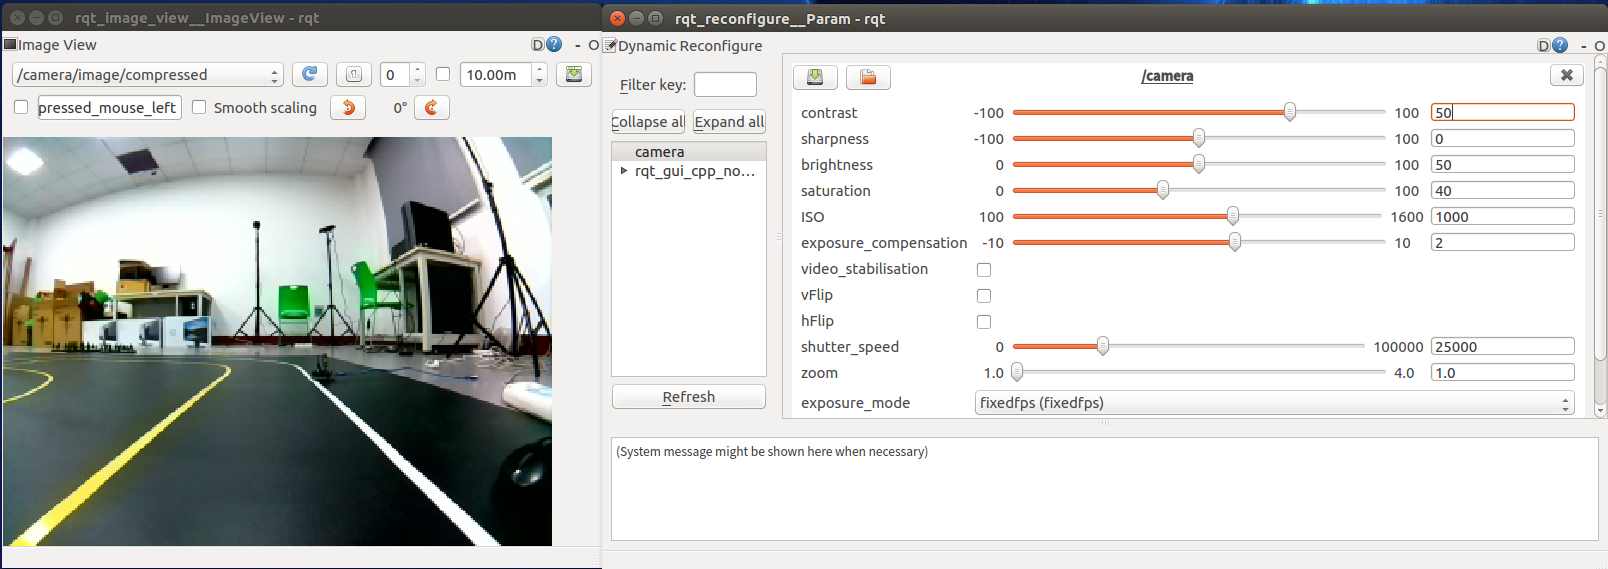 rqt_image_view__ImageView - rqt
Image View
D
- O
/camera/image/compressed
0
10.00m
pressed_mouse_left
Smooth scaling
0°
rqt_reconfigure__Param - rqt
Dynamic Reconfigure
D
- O
Filter key:
Collapse all
Expand all
camera
rqt_gui_cpp_no...
Refresh
/camera
contrast -100 100 50
sharpness -100 100 0
brightness 0 100 50
saturation 0 100 40
ISO 100 1600 1000
exposure_compensation -10 10 2
video_stabilisation
vFlip
hFlip
shutter_speed 0 100000 25000
zoom 1.0 4.0 1.0
exposure_mode fixedfps (fixedfps)
(System message might be shown here when necessary)